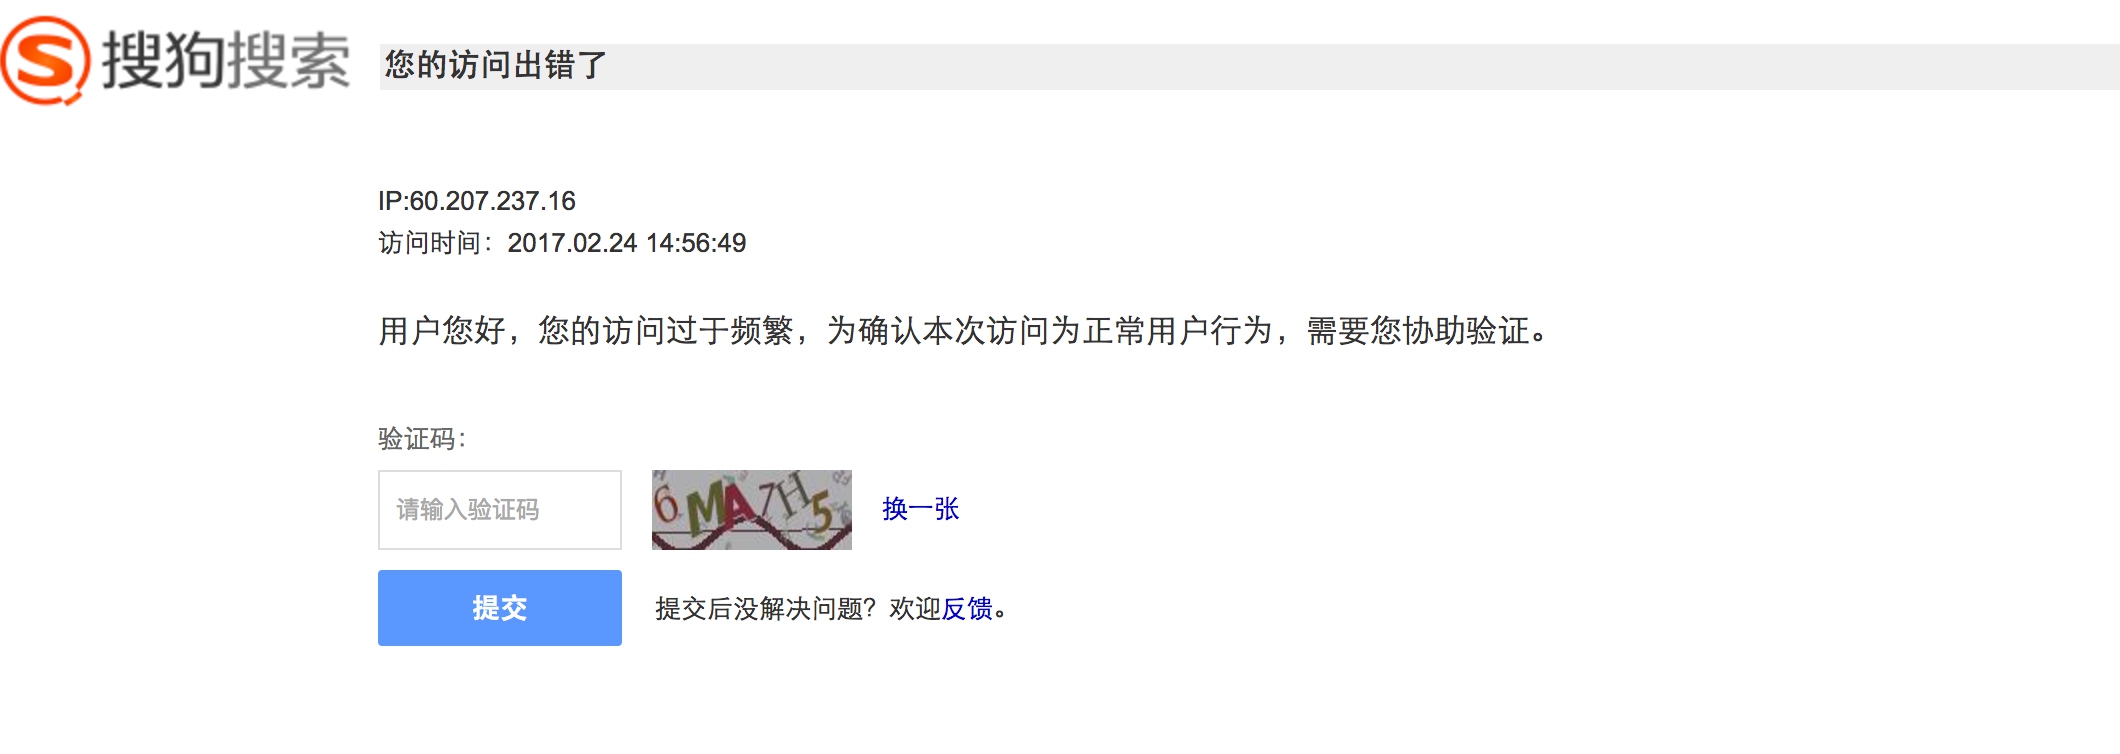 搜狗搜索
您的访问出错了
IP:60.207.237.16
访问时间：2017.02.24 14:56:49
用户您好，您的访问过于频繁，为确认本次访问为正常用户行为，需要您协助验证。
验证码：
请输入验证码
6MA7H5
换一张
提交
提交后没解决问题？欢迎反馈。